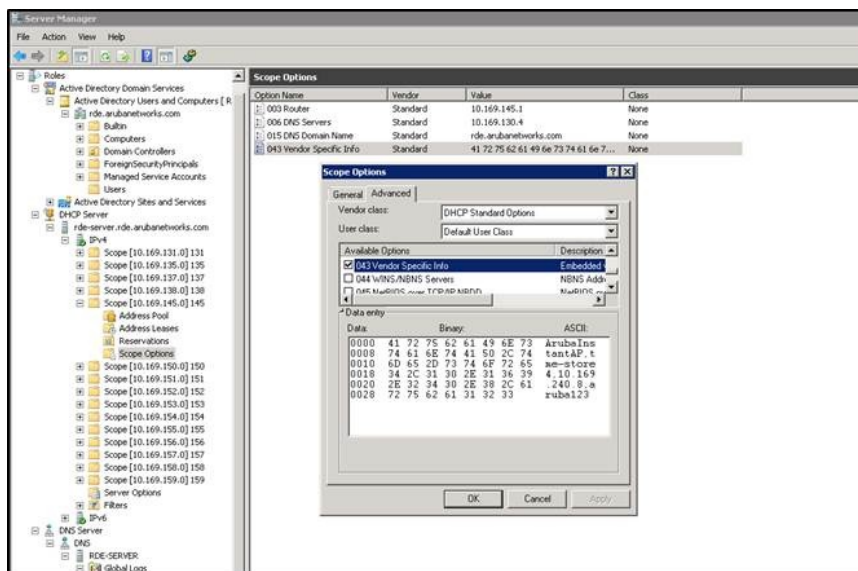 Server Manager
File Action View Help
Roles
Active Directory Domain Services
Active Directory Users and Computers [ R
rde.arubanetworks.com
Builtin
Computers
Domain Controllers
ForeignSecurityPrincipals
Managed Service Accounts
Users
Active Directory Sites and Services
DHCP Server
rde-server.rde.arubanetworks.com
IPv4
Scope [10.169.131.0] 131
Scope [10.169.135.0] 135
Scope [10.169.137.0] 137
Scope [10.169.138.0] 138
Scope [10.169.145.0] 145
Address Pool
Address Leases
Reservations
Scope Options
Scope [10.169.150.0] 150
Scope [10.169.151.0] 151
Scope [10.169.152.0] 152
Scope [10.169.153.0] 153
Scope [10.169.154.0] 154
Scope [10.169.155.0] 155
Scope [10.169.156.0] 156
Scope [10.169.157.0] 157
Scope [10.169.158.0] 158
Scope [10.169.159.0] 159
Server Options
Filters
IPv6
DNS Server
DNS
RDE-SERVER
Global Logs
Scope Options
Option Name Vendor Value Class
003 Router Standard 10.169.145.1 None
006 DNS Servers Standard 10.169.130.4 None
015 DNS Domain Name Standard rde.arubanetworks.com None
043 Vendor Specific Info Standard 41 72 75 62 61 49 6e 73 74 61 6e 7... None
Scope Options
General Advanced
Vendor class: DHCP Standard Options
User class: Default User Class
Available Options Description
043 Vendor Specific Info Embedded
044 WINS/NBNS Servers NBNS Addr
045 NetBIOS over TCP/IP NBDD NetBIOS
Data entry
Data: Binary: ASCII:
0000 41 72 75 62 61 49 6E 73 ArubaIns
0008 74 61 6E 74 41 50 2C 74 tantAP,t
0010 6D 65 2D 73 74 6F 72 65 me-store
0018 34 2C 31 30 2E 31 36 39 4,10.169
0020 2E 32 34 30 2E 38 2C 61 .240.8,a
0028 72 75 62 61 31 32 33 ruba123
OK Cancel Apply